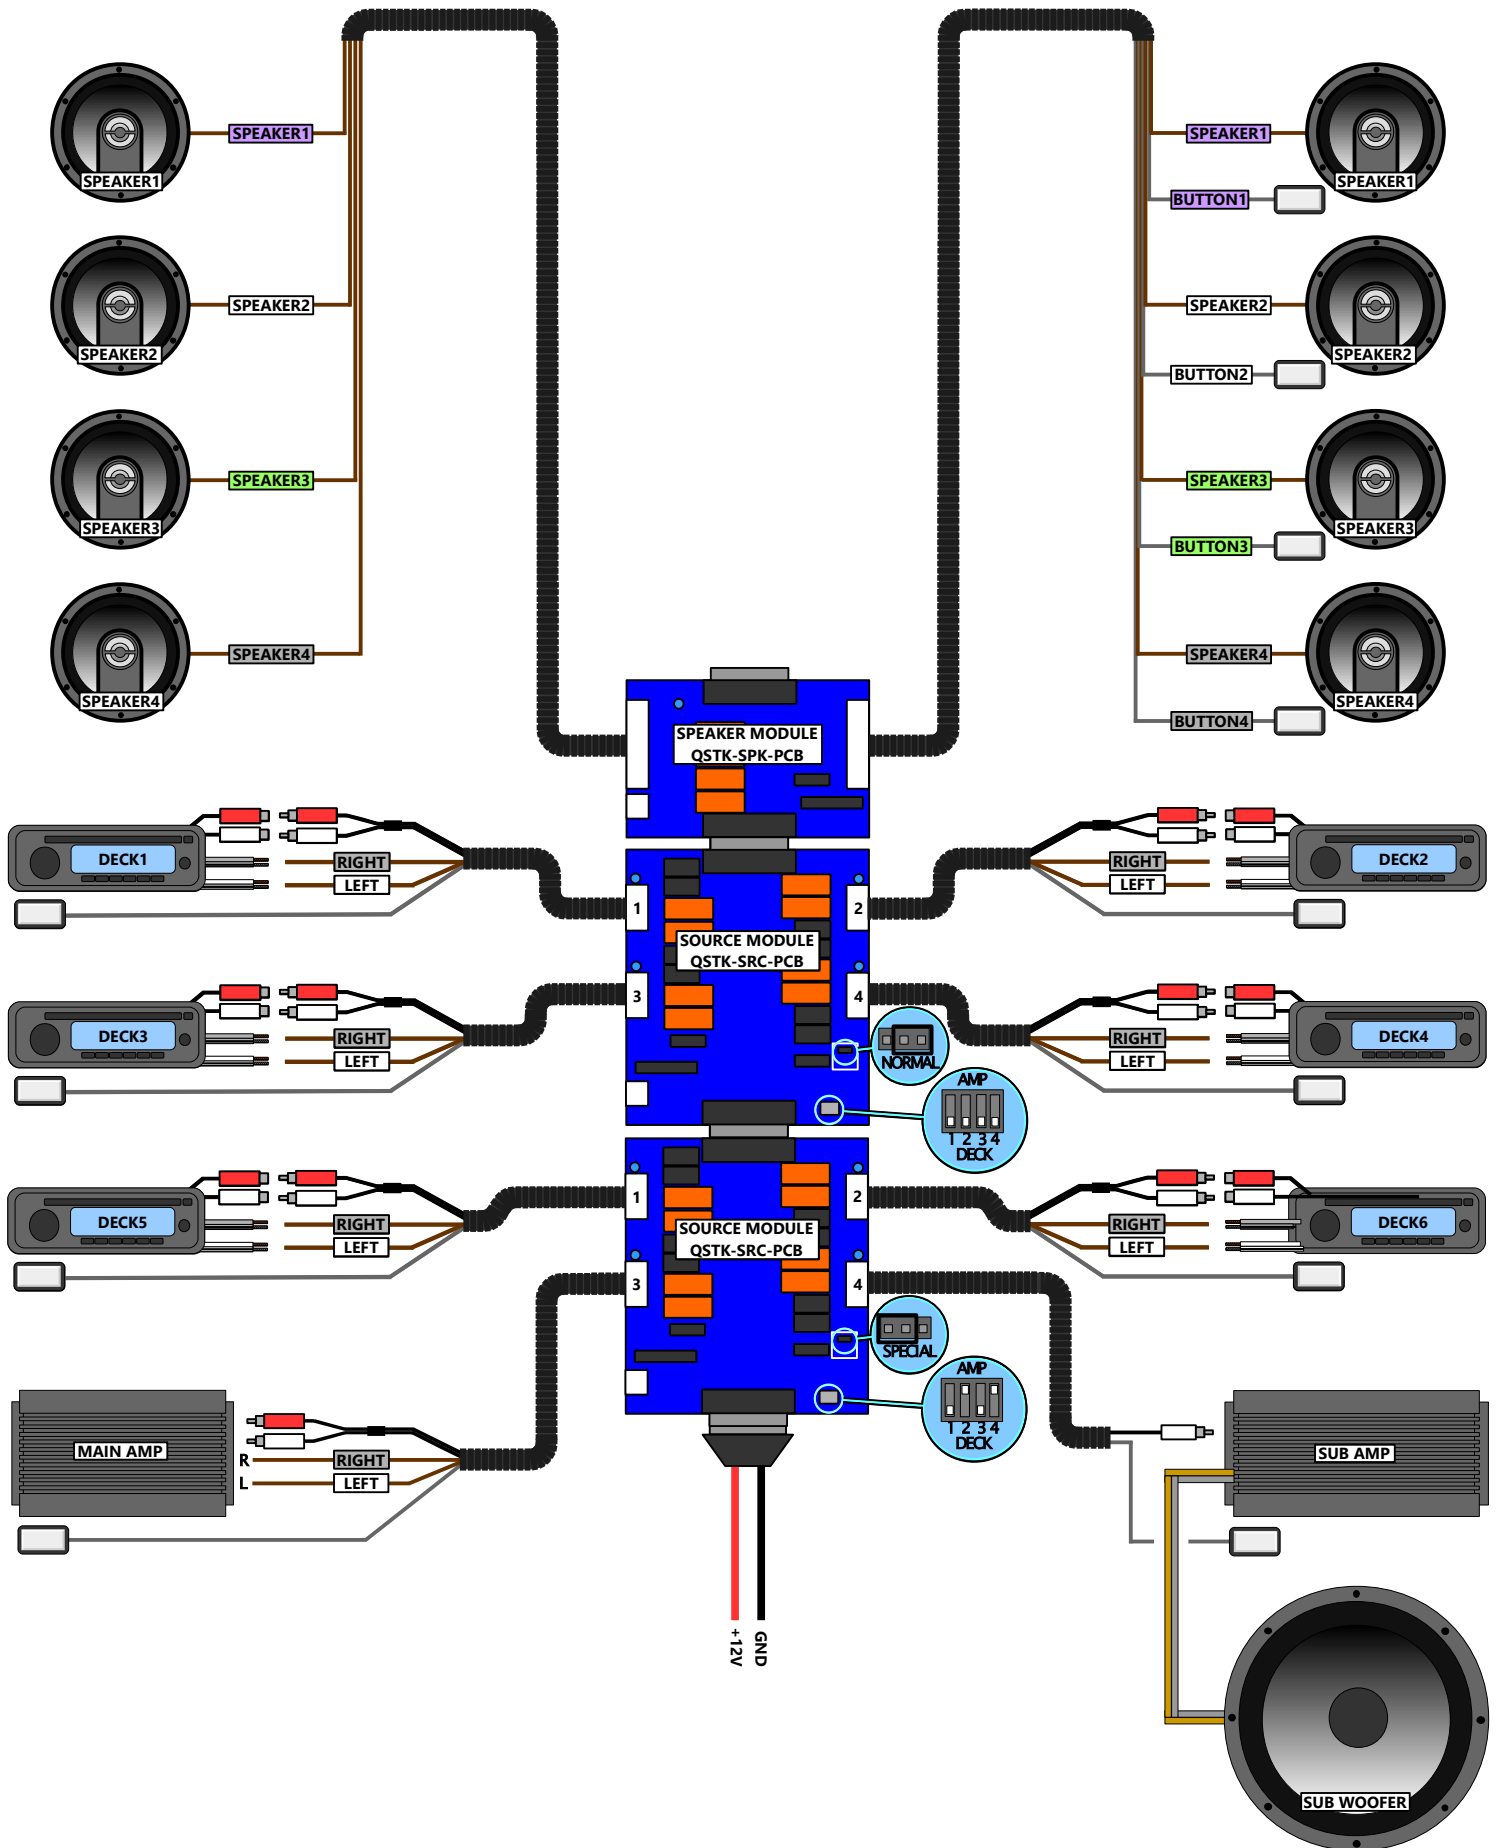 SPEAKER1
SPEAKER1
SPEAKER1
SPEAKER1
BUTTON1
SPEAKER2
SPEAKER2
SPEAKER2
SPEAKER2
BUTTON2
SPEAKER3
SPEAKER3
SPEAKER3
SPEAKER3
BUTTON3
SPEAKER4
SPEAKER4
SPEAKER4
SPEAKER4
BUTTON4
SPEAKER MODULE
QSTK-SPK-PCB
DECK1
RIGHT
LEFT
RIGHT
LEFT
DECK2
1
2
SOURCE MODULE
QSTK-SRC-PCB
3
4
DECK3
RIGHT
LEFT
RIGHT
LEFT
DECK4
NORMAL
AMP
1 2 3 4
DECK
DECK5
RIGHT
LEFT
RIGHT
LEFT
DECK6
1
2
SOURCE MODULE
QSTK-SRC-PCB
3
4
SPECIAL
AMP
1 2 3 4
DECK
MAIN AMP
R
RIGHT
L
LEFT
SUB AMP
+12V
GND
SUB WOOFER